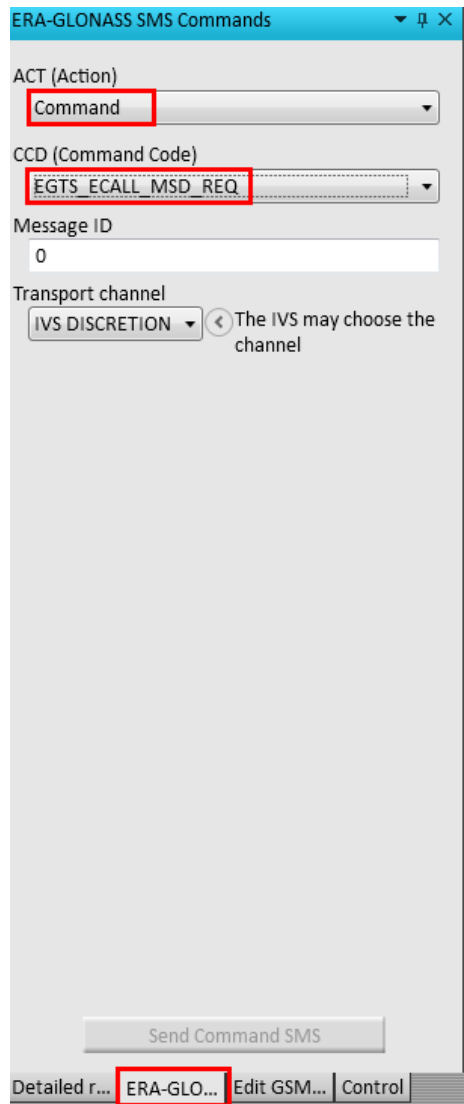 ERA-GLONASS SMS Commands
ACT (Action)
Command
CCD (Command Code)
EGTS_ECALL_MSD_REQ
Message ID
0
Transport channel
IVS DISCRETION
The IVS may choose the
channel
Send Command SMS
Detailed r... ERA-GLO... Edit GSM... Control